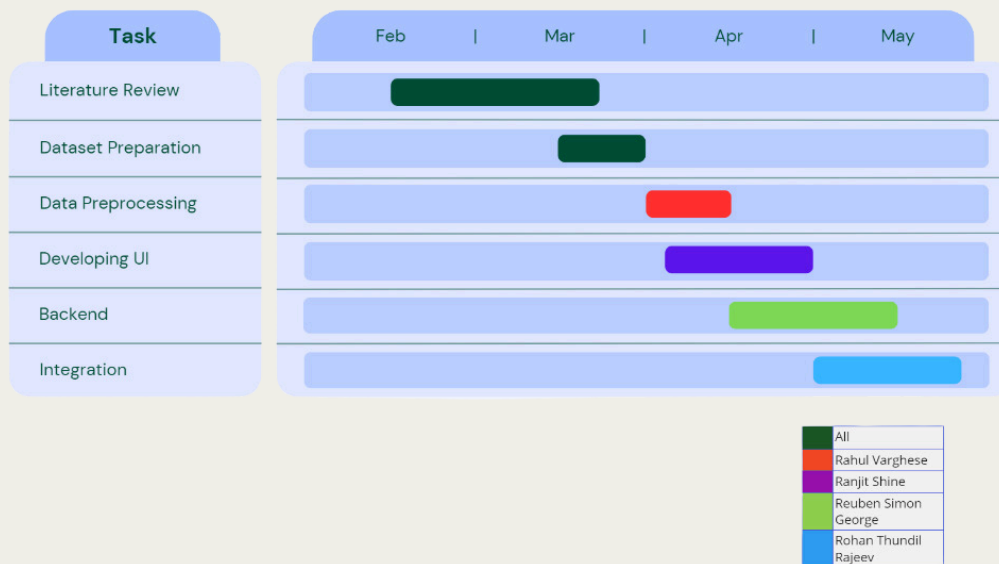 Task
Feb | Mar | Apr | May
Literature Review
Dataset Preparation
Data Preprocessing
Developing UI
Backend
Integration
All
Rahul Varghese
Ranjit Shine
Reuben Simon
George
Rohan Thundil
Rajeev